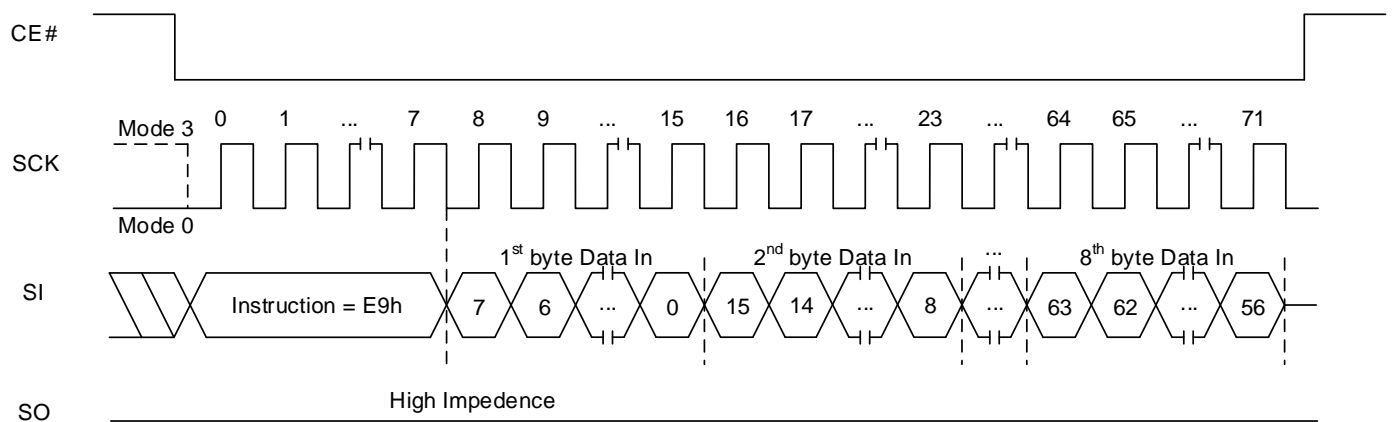 CE#
0 1 ... 7 8 9 ... 15 16 17 ... 23 ... 64 65 ... 71
Mode 3
SCK
Mode 0
1st byte Data In 2nd byte Data In ... 8th byte Data In
SI Instruction = E9h 7 6 ... 0 15 14 ... 8 ... 63 62 ... 56
High Impedence
SO